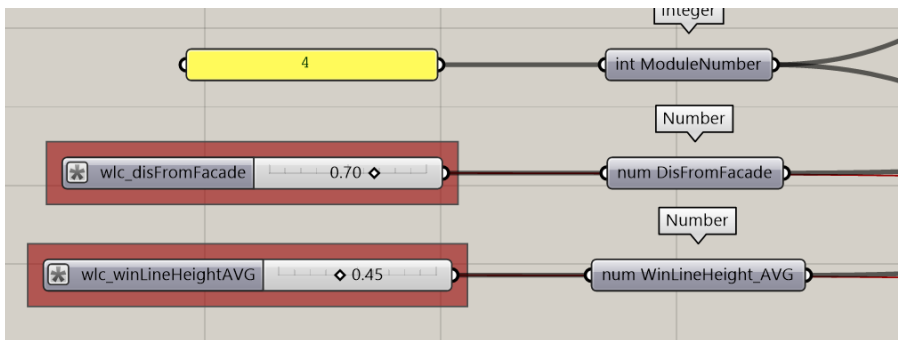 Integer
4
int ModuleNumber
Number
wlc_disFromFacade
0.70
num DisFromFacade
Number
wlc_winLineHeightAVG
0.45
num WinLineHeight_AVG